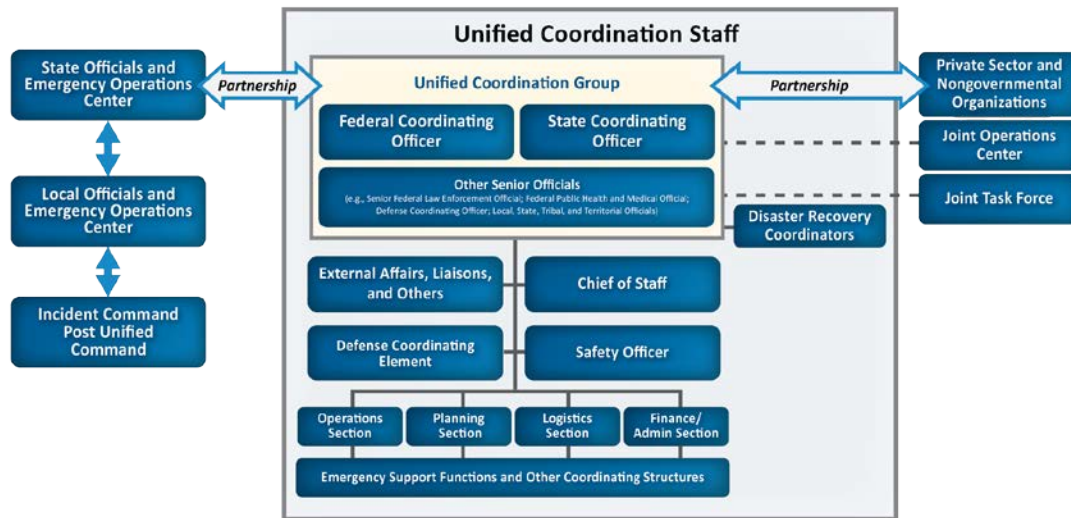 Unified Coordination Staff
State Officials and
Emergency Operations
Center
Partnership
Unified Coordination Group
Partnership
Private Sector and
Nongovernmental
Organizations
Federal Coordinating
Officer
State Coordinating
Officer
Joint Operations
Center
Local Officials and
Emergency Operations
Center
Other Senior Officials
(e.g., Senior Federal Law Enforcement Official; Federal Public Health and Medical Official;
Defense Coordinating Officer; Local, State, Tribal, and Territorial Officials)
Joint Task Force
Disaster Recovery
Coordinators
Incident Command
Post Unified
Command
External Affairs, Liaisons,
and Others
Chief of Staff
Defense Coordinating
Element
Safety Officer
Operations
Section
Planning
Section
Logistics
Section
Finance/
Admin Section
Emergency Support Functions and Other Coordinating Structures